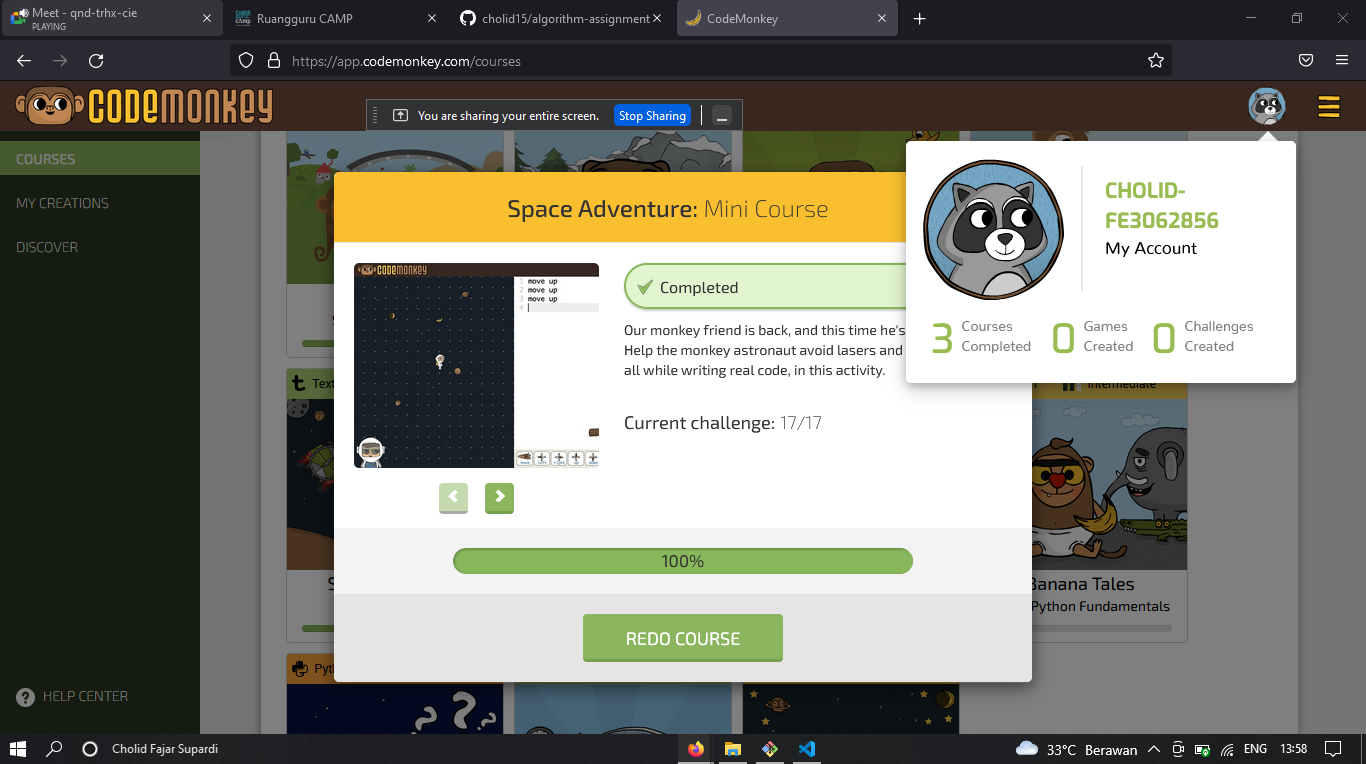 Meet - qnd-trhx-cie
PLAYING
Ruangguru CAMP
cholid15/algorithm-assignment
CodeMonkey
https://app.codemonkey.com/courses
CODEMONKEY
You are sharing your entire screen.
Stop Sharing
COURSES
MY CREATIONS
DISCOVER
HELP CENTER
CHOLID-
FE3062856
My Account
3 Courses Completed
0 Games Created
0 Challenges Created
Space Adventure: Mini Course
CODEMONKEY
1 move up
2 move up
3 move up
4
Completed
Our monkey friend is back, and this time he's
Help the monkey astronaut avoid lasers and
all while writing real code, in this activity.
Current challenge: 17/17
100%
REDO COURSE
Text
Intermediate
Banana Tales
Python Fundamentals
Pyth
Cholid Fajar Supardi
33°C Berawan
ENG
13:58